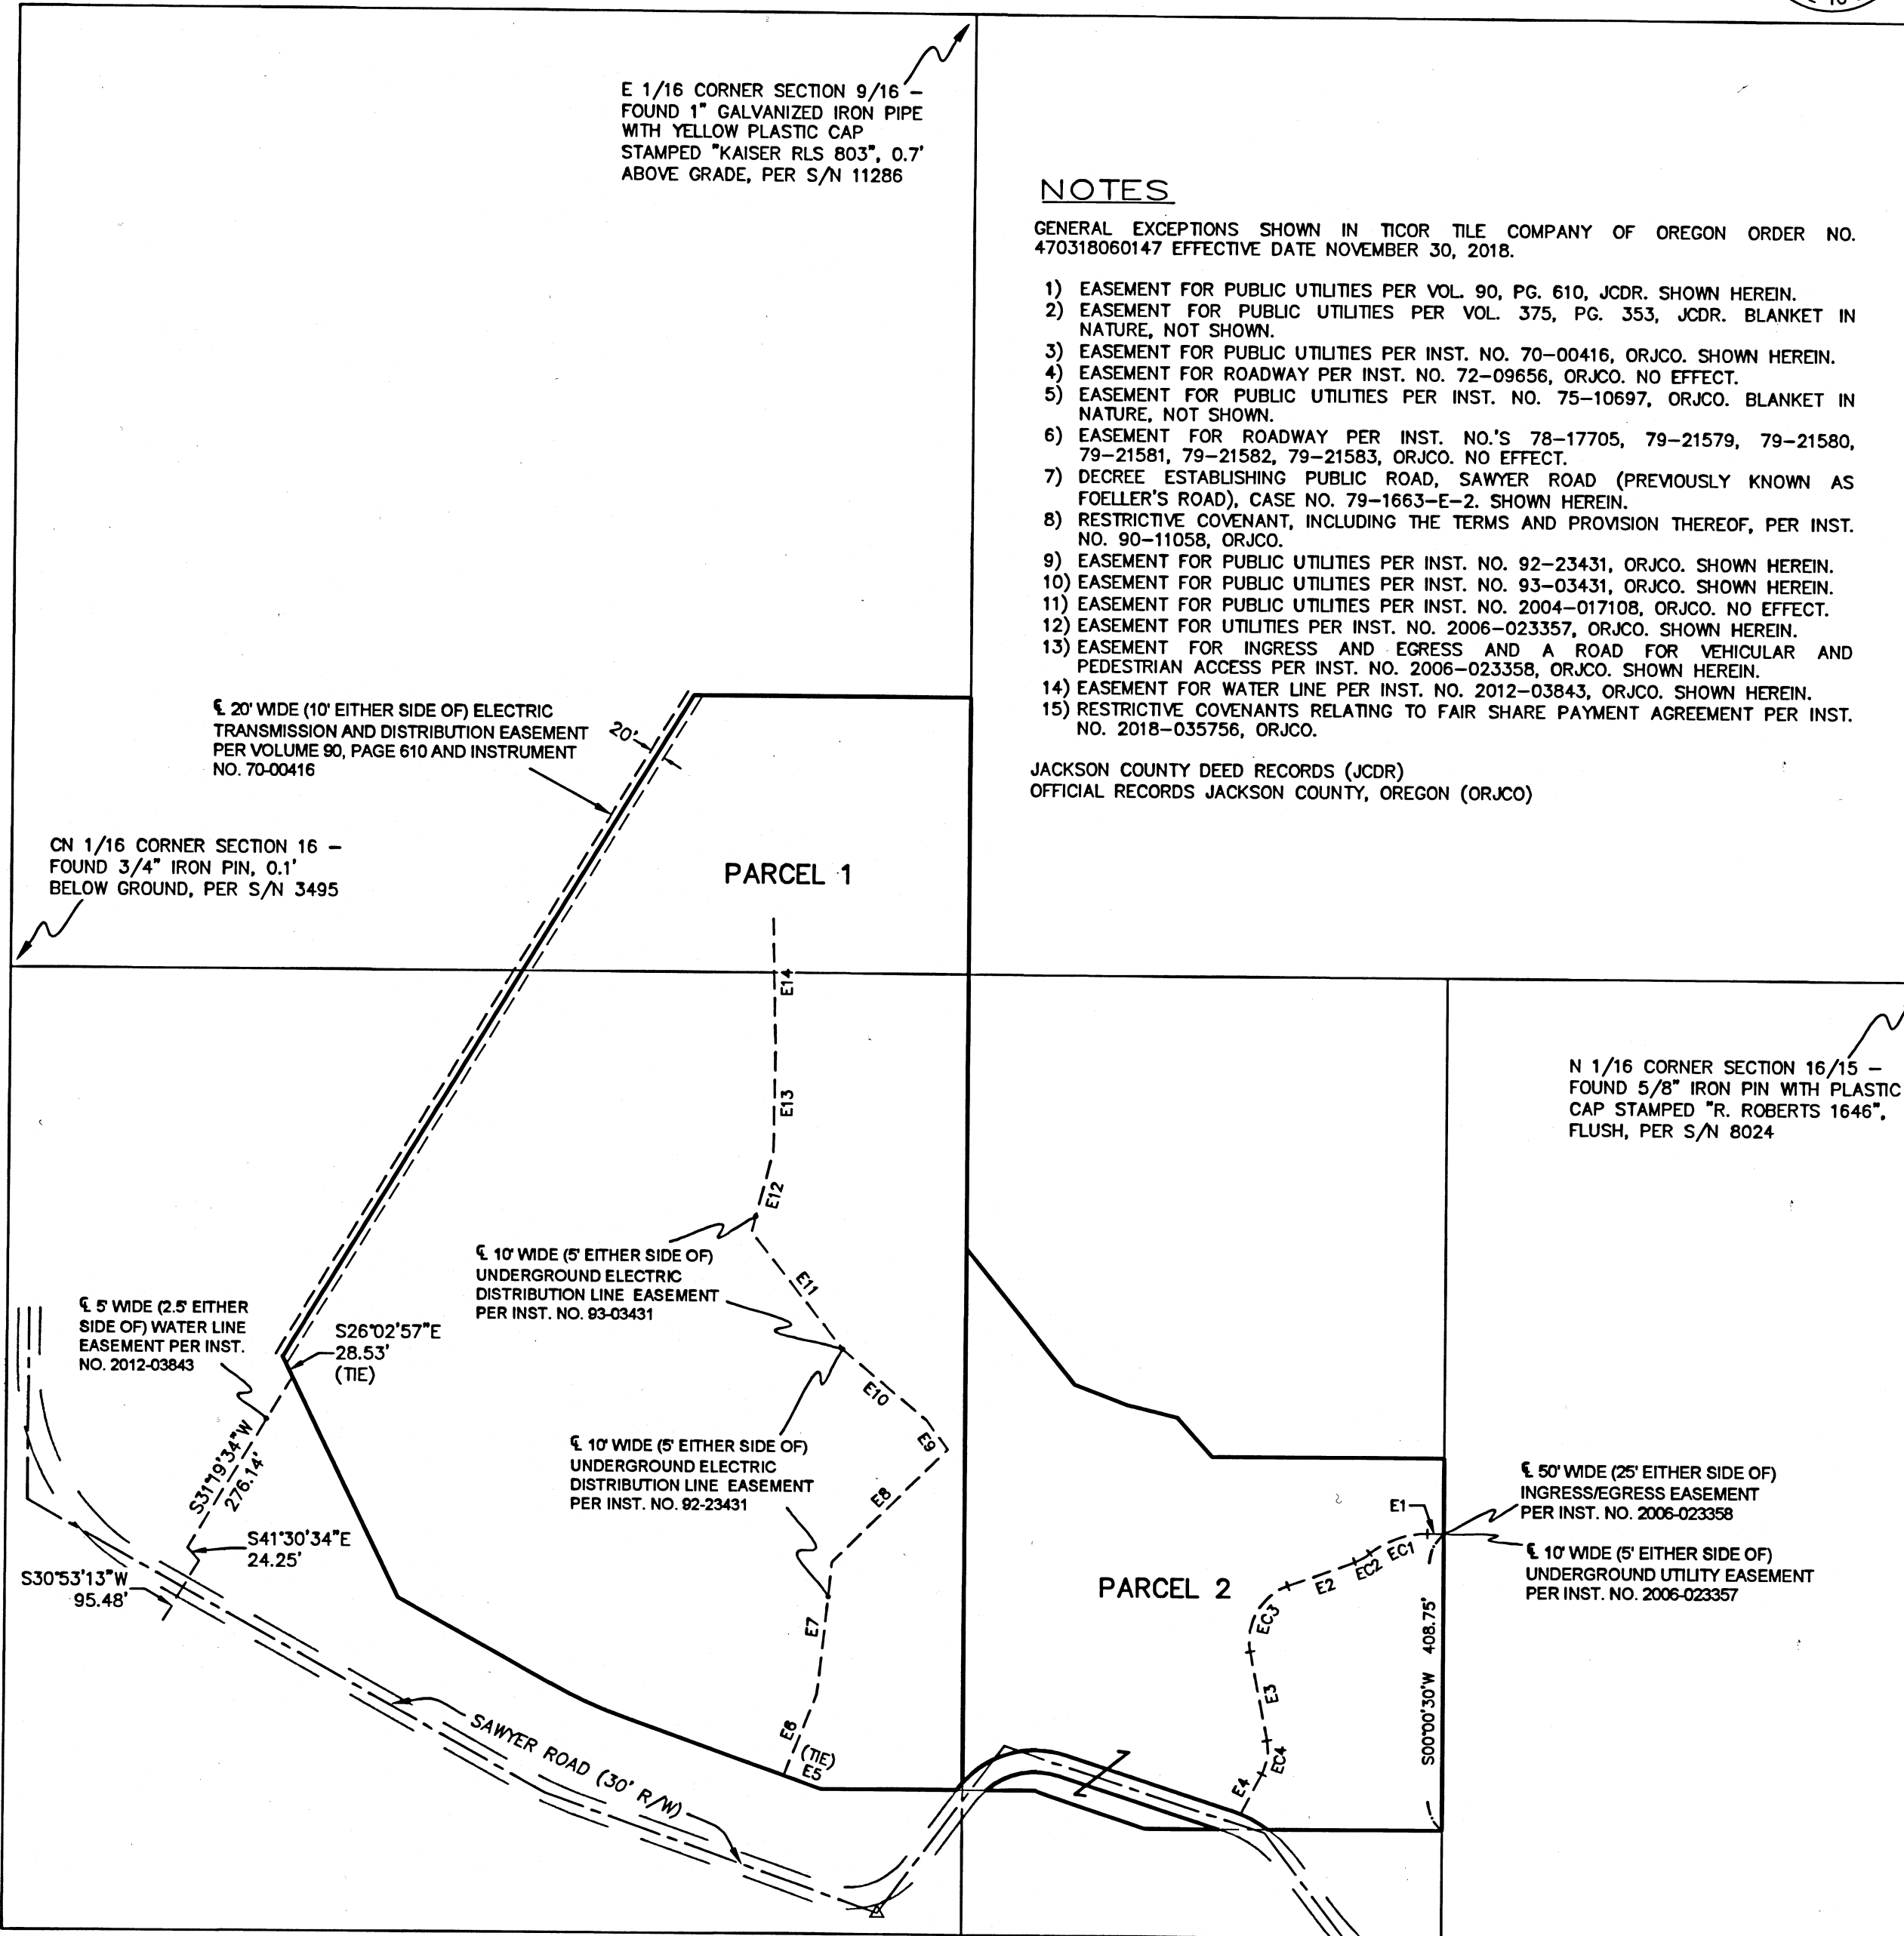 16
E 1/16 CORNER SECTION 9/16 –
FOUND 1" GALVANIZED IRON PIPE
WITH YELLOW PLASTIC CAP
STAMPED "KAISER RLS 803", 0.7'
ABOVE GRADE, PER S/N 11286
NOTES
GENERAL EXCEPTIONS SHOWN IN TICOR TILE COMPANY OF OREGON ORDER NO.
470318060147 EFFECTIVE DATE NOVEMBER 30, 2018.
1) EASEMENT FOR PUBLIC UTILITIES PER VOL. 90, PG. 610, JCDR. SHOWN HEREIN.
2) EASEMENT FOR PUBLIC UTILITIES PER VOL. 375, PG. 353, JCDR. BLANKET IN
NATURE, NOT SHOWN.
3) EASEMENT FOR PUBLIC UTILITIES PER INST. NO. 70–00416, ORJCO. SHOWN HEREIN.
4) EASEMENT FOR ROADWAY PER INST. NO. 72–09656, ORJCO. NO EFFECT.
5) EASEMENT FOR PUBLIC UTILITIES PER INST. NO. 75–10697, ORJCO. BLANKET IN
NATURE, NOT SHOWN.
6) EASEMENT FOR ROADWAY PER INST. NO.'S 78–17705, 79–21579, 79–21580,
79–21581, 79–21582, 79–21583, ORJCO. NO EFFECT.
7) DECREE ESTABLISHING PUBLIC ROAD, SAWYER ROAD (PREVIOUSLY KNOWN AS
FOELLER'S ROAD), CASE NO. 79–1663–E–2. SHOWN HEREIN.
8) RESTRICTIVE COVENANT, INCLUDING THE TERMS AND PROVISION THEREOF, PER INST.
NO. 90–11058, ORJCO.
9) EASEMENT FOR PUBLIC UTILITIES PER INST. NO. 92–23431, ORJCO. SHOWN HEREIN.
10) EASEMENT FOR PUBLIC UTILITIES PER INST. NO. 93–03431, ORJCO. SHOWN HEREIN.
11) EASEMENT FOR PUBLIC UTILITIES PER INST. NO. 2004–017108, ORJCO. NO EFFECT.
12) EASEMENT FOR UTILITIES PER INST. NO. 2006–023357, ORJCO. SHOWN HEREIN.
13) EASEMENT FOR INGRESS AND EGRESS AND A ROAD FOR VEHICULAR AND
PEDESTRIAN ACCESS PER INST. NO. 2006–023358, ORJCO. SHOWN HEREIN.
14) EASEMENT FOR WATER LINE PER INST. NO. 2012–03843, ORJCO. SHOWN HEREIN.
15) RESTRICTIVE COVENANTS RELATING TO FAIR SHARE PAYMENT AGREEMENT PER INST.
NO. 2018–035756, ORJCO.
JACKSON COUNTY DEED RECORDS (JCDR)
OFFICIAL RECORDS JACKSON COUNTY, OREGON (ORJCO)
℄ 20' WIDE (10' EITHER SIDE OF) ELECTRIC
TRANSMISSION AND DISTRIBUTION EASEMENT
PER VOLUME 90, PAGE 610 AND INSTRUMENT
NO. 70-00416
20'
CN 1/16 CORNER SECTION 16 –
FOUND 3/4" IRON PIN, 0.1'
BELOW GROUND, PER S/N 3495
PARCEL 1
E14
E13
E12
N 1/16 CORNER SECTION 16/15 –
FOUND 5/8" IRON PIN WITH PLASTIC
CAP STAMPED "R. ROBERTS 1646",
FLUSH, PER S/N 8024
℄ 10' WIDE (5' EITHER SIDE OF)
UNDERGROUND ELECTRIC
DISTRIBUTION LINE EASEMENT
PER INST. NO. 93-03431
E11
℄ 5' WIDE (2.5' EITHER
SIDE OF) WATER LINE
EASEMENT PER INST.
NO. 2012-03843
S26°02'57"E
28.53'
(TIE)
E10
E9
E8
℄ 10' WIDE (5' EITHER SIDE OF)
UNDERGROUND ELECTRIC
DISTRIBUTION LINE EASEMENT
PER INST. NO. 92-23431
S31°19'34"W
276.14'
S41°30'34"E
24.25'
S30°53'13"W
95.48'
℄ 50' WIDE (25' EITHER SIDE OF)
INGRESS/EGRESS EASEMENT
PER INST. NO. 2006-023358
℄ 10' WIDE (5' EITHER SIDE OF)
UNDERGROUND UTILITY EASEMENT
PER INST. NO. 2006-023357
E1
EC1
EC2
E2
EC3
PARCEL 2
E3
EC4
E4
S00°00'30"W 408.75'
E7
E6
(TIE)
E5
SAWYER ROAD (30' R/W)